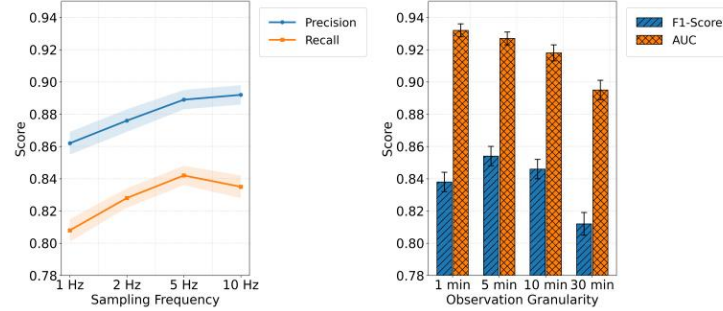 0.94
0.92
0.90
0.88
0.86
0.84
0.82
0.80
0.78
Score
1 Hz
2 Hz
5 Hz
10 Hz
Sampling Frequency
Precision
Recall
0.94
0.92
0.90
0.88
0.86
0.84
0.82
0.80
0.78
Score
1 min
5 min
10 min
30 min
Observation Granularity
F1-Score
AUC